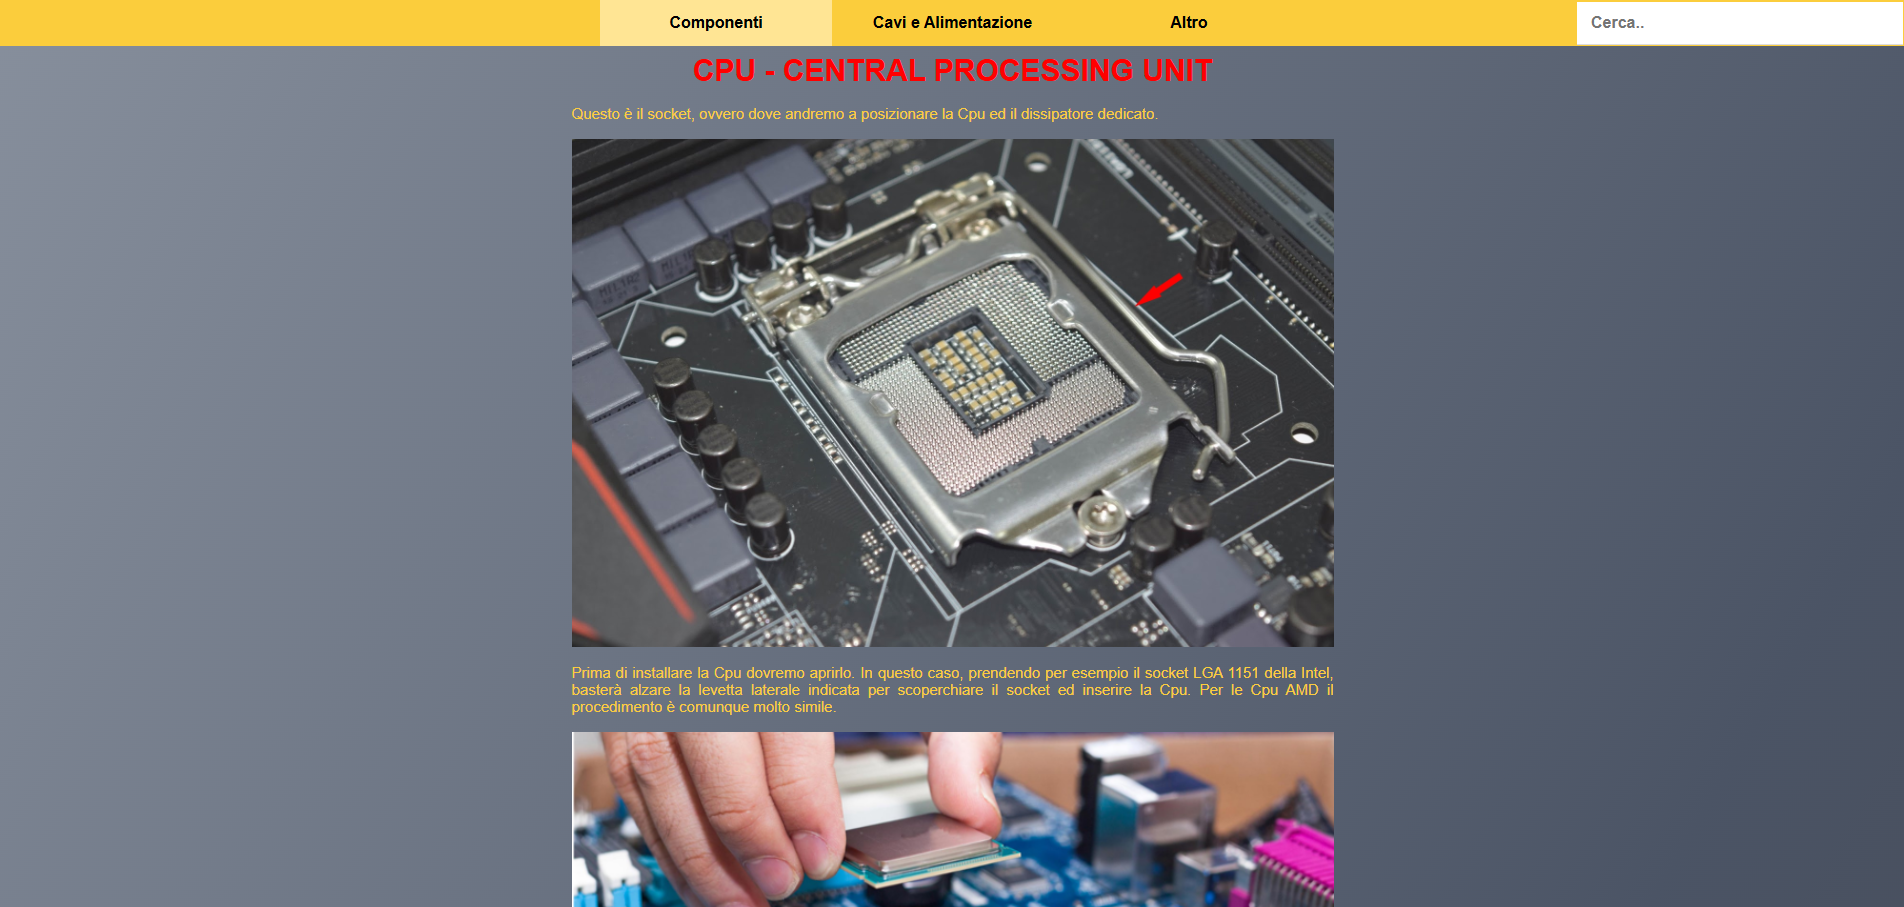 Componenti
Cavi e Alimentazione
Altro
Cerca..
CPU - CENTRAL PROCESSING UNIT
Questo è il socket, ovvero dove andremo a posizionare la Cpu ed il dissipatore dedicato.
Prima di installare la Cpu dovremo aprirlo. In questo caso, prendendo per esempio il socket LGA 1151 della Intel,
basterà alzare la levetta laterale indicata per scoperchiare il socket ed inserire la Cpu. Per le Cpu AMD il
procedimento è comunque molto simile.